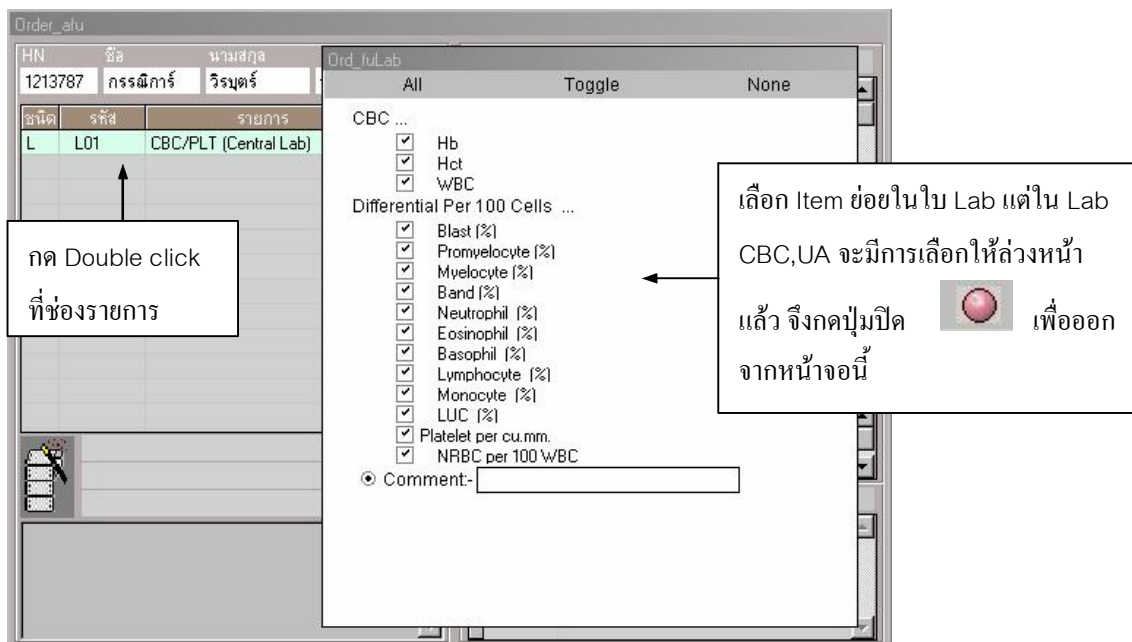 Order_afu
HN ชื่อ นามสกุล
1213787 กรรณิการ์ วิรบุตร์
ชนิด รหัส รายการ
L L01 CBC/PLT (Central Lab)
กด Double click
ที่ช่องรายการ
Ord_fuLab
All Toggle None
CBC ...
Hb
Hct
WBC
Differential Per 100 Cells ...
Blast (%)
Promyelocyte (%)
Myelocyte (%)
Band (%)
Neutrophil (%)
Eosinophil (%)
Basophil (%)
Lymphocyte (%)
Monocyte (%)
LUC (%)
Platelet per cu.mm.
NRBC per 100 WBC
Comment:-
เลือก Item ย่อยในใบ Lab แต่ใน Lab
CBC,UA จะมีการเลือกให้ล่วงหน้า
แล้ว จึงกดปุ่มปิด เพื่อออก
จากหน้าจอนี้